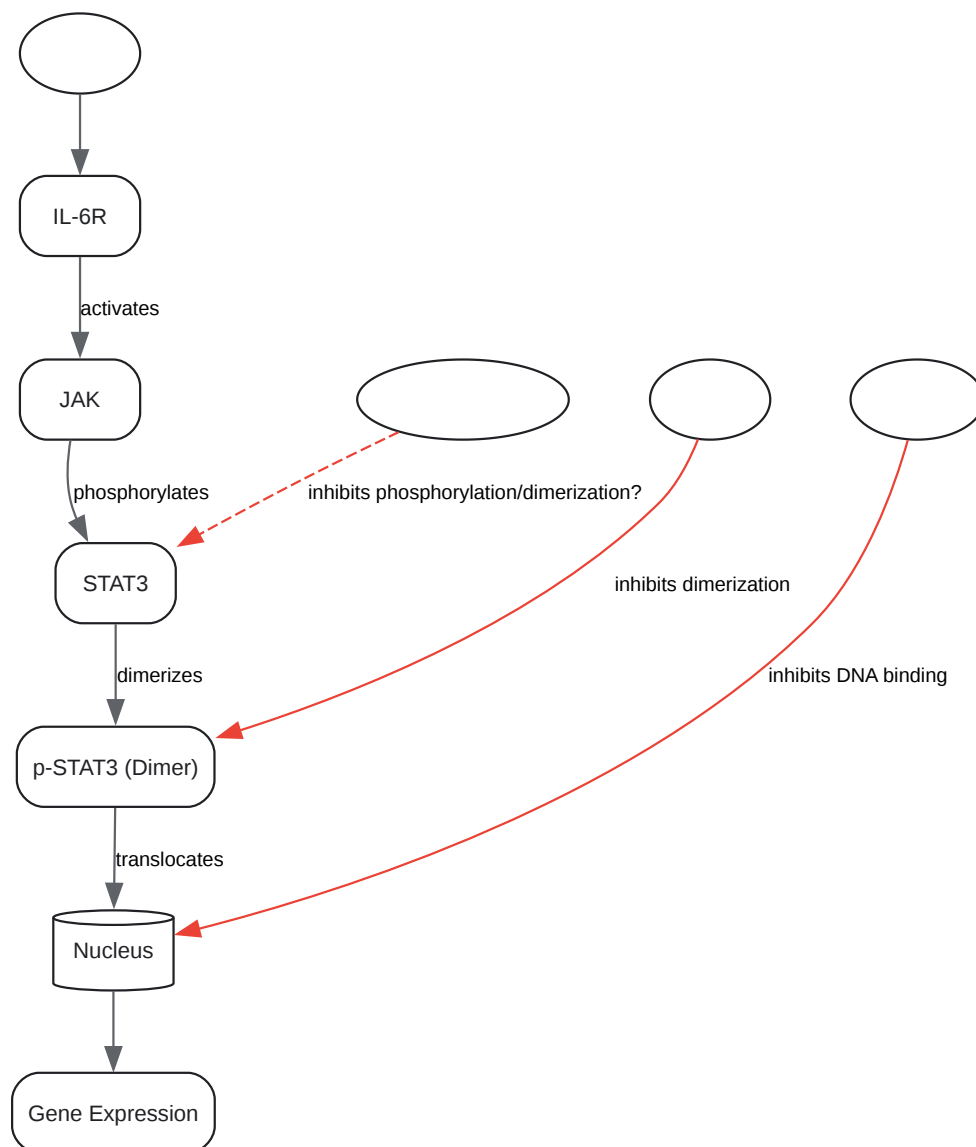 IL-6R
activates
JAK
phosphorylates
inhibits phosphorylation/dimerization?
STAT3
inhibits dimerization
dimerizes
inhibits DNA binding
p-STAT3 (Dimer)
translocates
Nucleus
Gene Expression